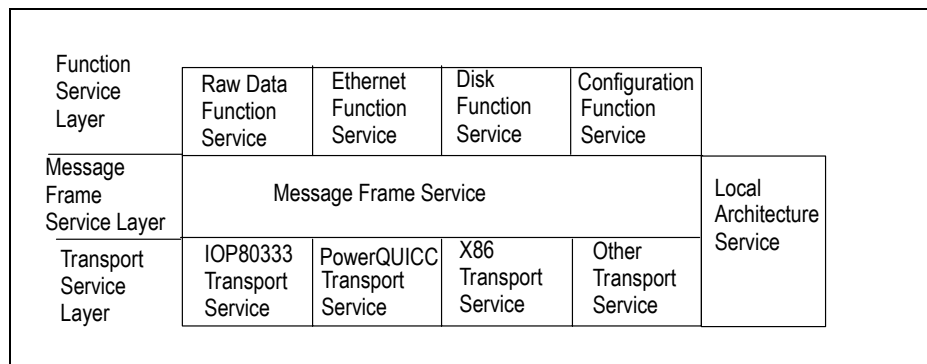 Function
Service
Layer
Raw Data
Function
Service
Ethernet
Function
Service
Disk
Function
Service
Configuration
Function
Service
Message
Frame
Service Layer
Message Frame Service
Local
Architecture
Service
Transport
Service
Layer
IOP80333
Transport
Service
PowerQUICC
Transport
Service
X86
Transport
Service
Other
Transport
Service